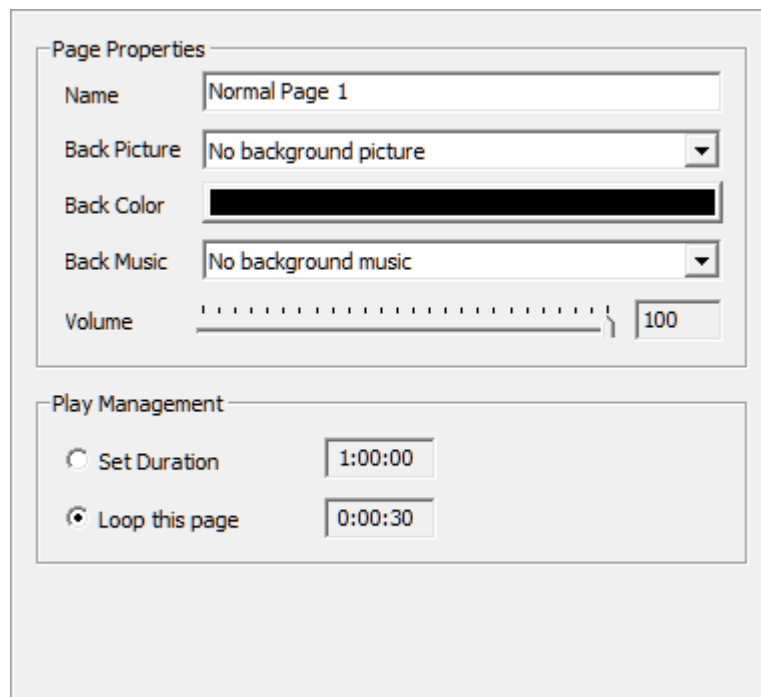 Page Properties
Name Normal Page 1
Back Picture No background picture
Back Color
Back Music No background music
Volume 100
Play Management
Set Duration 1:00:00
Loop this page 0:00:30